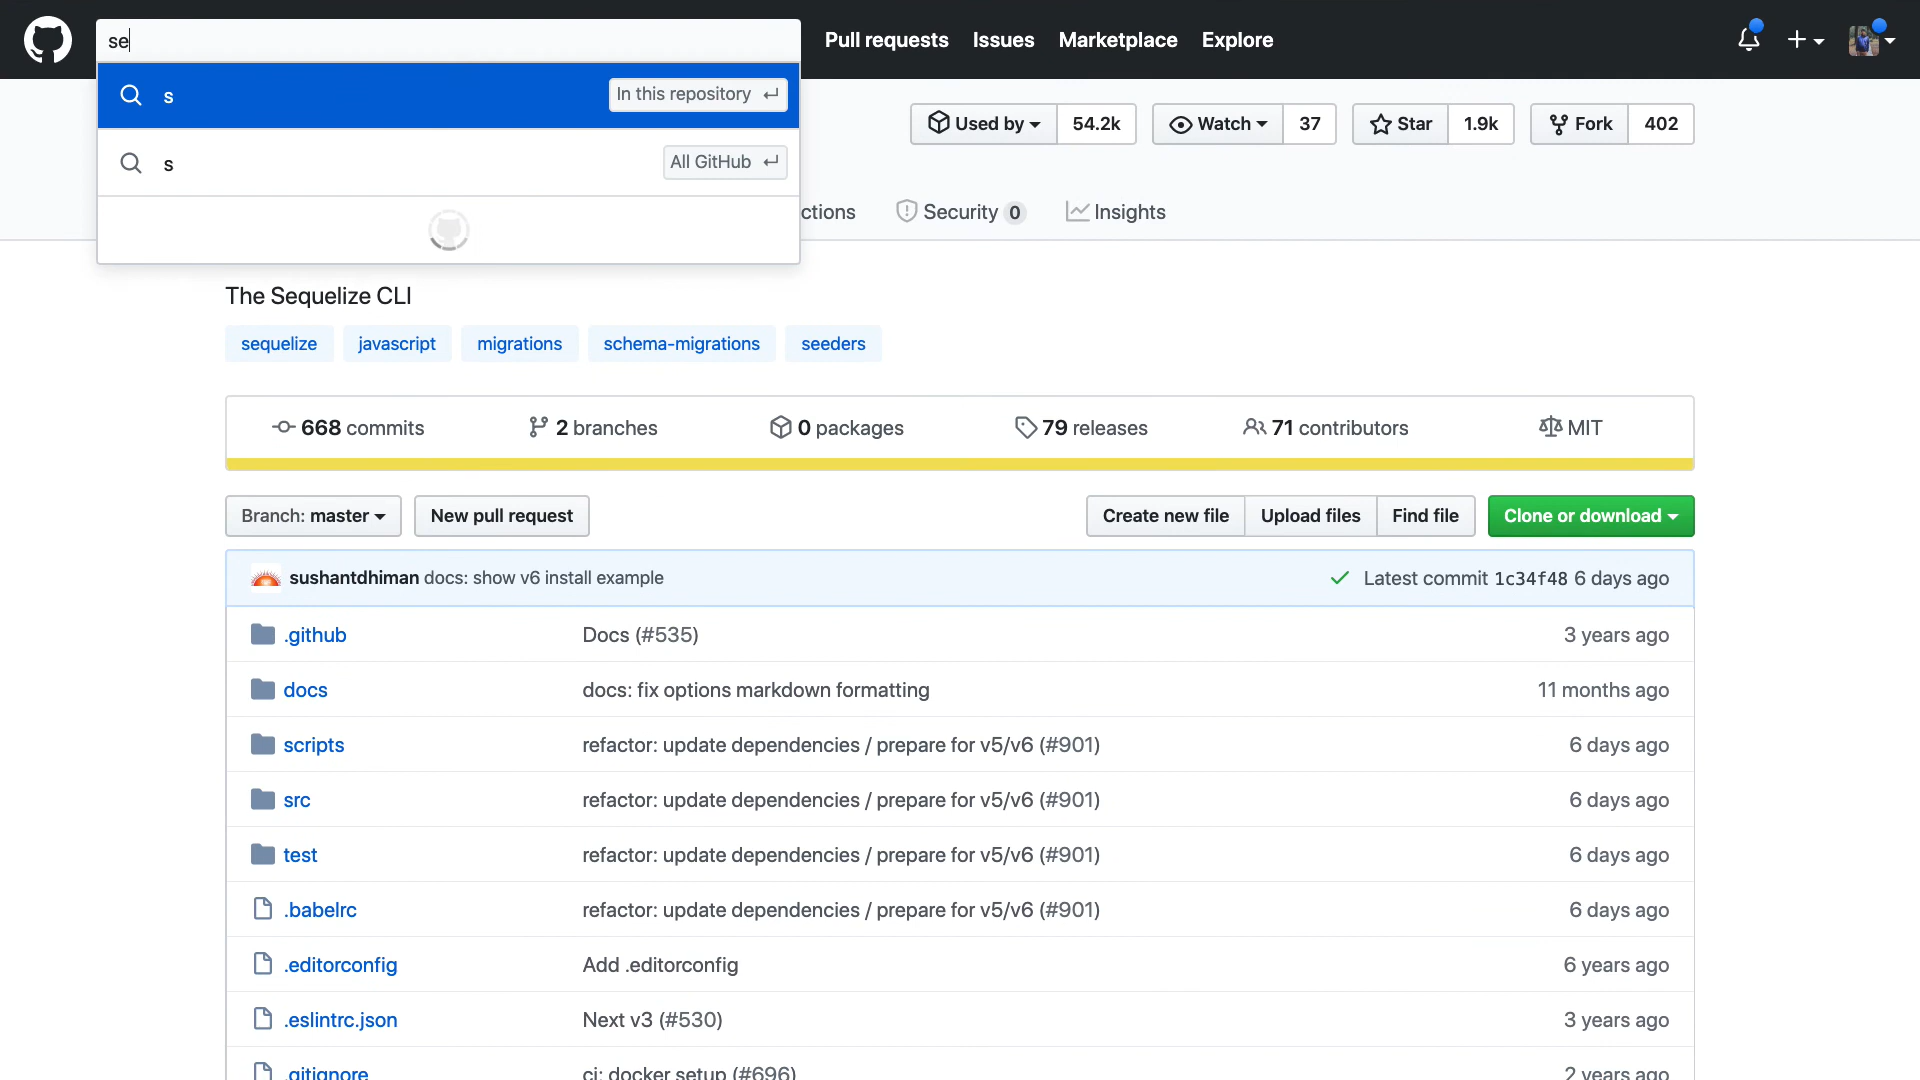 se
Pull requests Issues Marketplace Explore
s In this repository
s All GitHub
Used by 54.2k Watch 37 Star 1.9k Fork 402
ctions Security 0 Insights
The Sequelize CLI
sequelize javascript migrations schema-migrations seeders
668 commits 2 branches 0 packages 79 releases 71 contributors MIT
Branch: master New pull request Create new file Upload files Find file Clone or download
sushantdhiman docs: show v6 install example Latest commit 1c34f48 6 days ago
.github Docs (#535) 3 years ago
docs docs: fix options markdown formatting 11 months ago
scripts refactor: update dependencies / prepare for v5/v6 (#901) 6 days ago
src refactor: update dependencies / prepare for v5/v6 (#901) 6 days ago
test refactor: update dependencies / prepare for v5/v6 (#901) 6 days ago
.babelrc refactor: update dependencies / prepare for v5/v6 (#901) 6 days ago
.editorconfig Add .editorconfig 6 years ago
.eslintrc.json Next v3 (#530) 3 years ago
.gitignore ci: docker setup (#696) 2 years ago